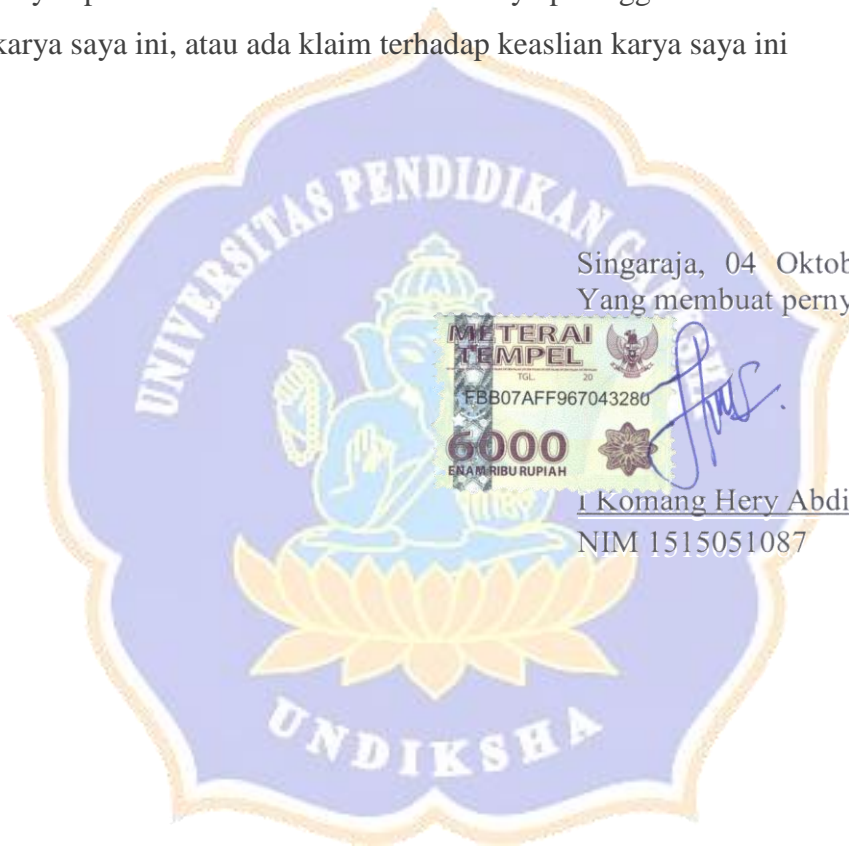 karya saya ini, atau ada klaim terhadap keaslian karya saya ini
UNIVERSITAS PENDIDIKAN
Singaraja, 04 Oktob
Yang membuat perny
METERAI
TEMPEL
TGL. 20
FBB07AFF967043280
6000
ENAM RIBU RUPIAH
I Komang Hery Abdi
NIM 1515051087
UNDIKSHA